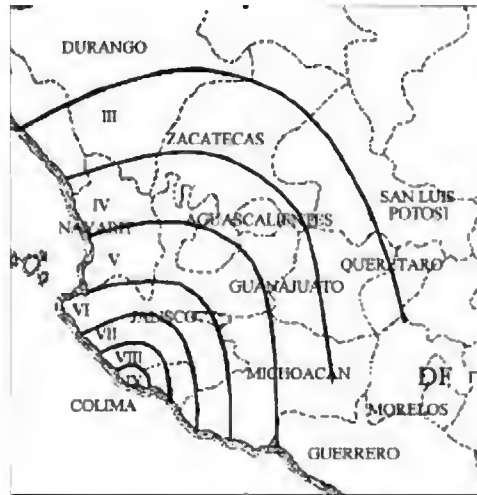 DURANGO
III
ZACATECAS
SAN LUIS
POTOSI
IV
NAYARIT
AGUASCALIENTES
V
QUERETARO
GUANAJUATO
VI
JALISCO
VII
VIII
IX
MICHOACAN
DF
COLIMA
MORELOS
GUERRERO